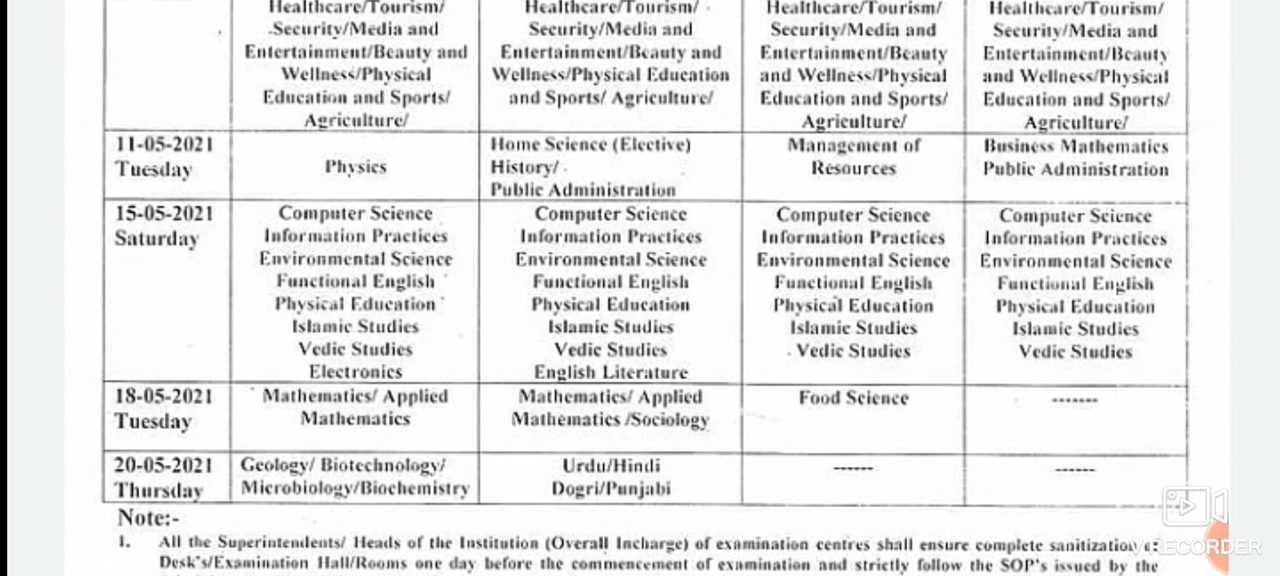 Healthcare/Tourism/
Security/Media and
Entertainment/Beauty and
Wellness/Physical
Education and Sports/
Agriculture/
Healthcare/Tourism/
Security/Media and
Entertainment/Beauty and
Wellness/Physical Education
and Sports/ Agriculture/
Healthcare/Tourism/
Security/Media and
Entertainment/Beauty
and Wellness/Physical
Education and Sports/
Agriculture/
Healthcare/Tourism/
Security/Media and
Entertainment/Beauty
and Wellness/Physical
Education and Sports/
Agriculture/
11-05-2021
Tuesday
Physics
Home Science (Elective)
History/
Public Administration
Management of
Resources
Business Mathematics
Public Administration
15-05-2021
Saturday
Computer Science
Information Practices
Environmental Science
Functional English
Physical Education
Islamic Studies
Vedic Studies
Electronics
Computer Science
Information Practices
Environmental Science
Functional English
Physical Education
Islamic Studies
Vedic Studies
English Literature
Computer Science
Information Practices
Environmental Science
Functional English
Physical Education
Islamic Studies
Vedic Studies
Computer Science
Information Practices
Environmental Science
Functional English
Physical Education
Islamic Studies
Vedic Studies
18-05-2021
Tuesday
Mathematics/ Applied
Mathematics
Mathematics/ Applied
Mathematics /Sociology
Food Science
-------
20-05-2021
Thursday
Geology/ Biotechnology/
Microbiology/Biochemistry
Urdu/Hindi
Dogri/Punjabi
------
------
Note:-
1. All the Superintendents/ Heads of the Institution (Overall Incharge) of examination centres shall ensure complete sanitization
Desk's/Examination Hall/Rooms one day before the commencement of examination and strictly follow the SOP's issued by the
RECORDER